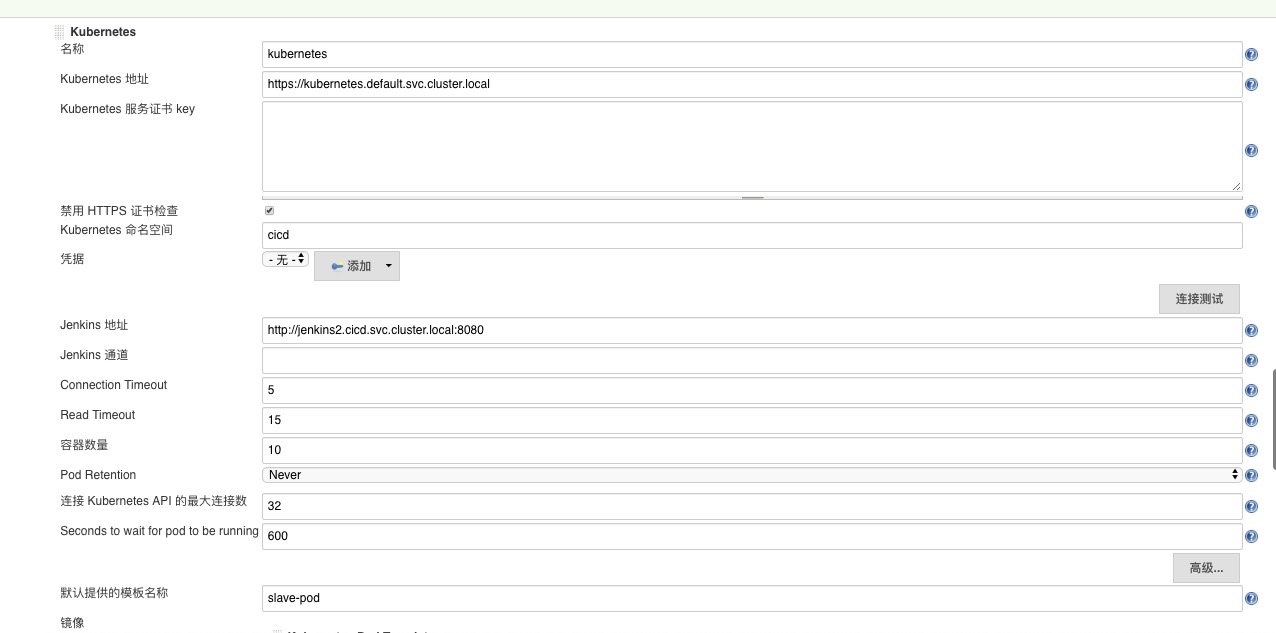 Kubernetes
名称
kubernetes
Kubernetes 地址
https://kubernetes.default.svc.cluster.local
Kubernetes 服务证书 key
禁用 HTTPS 证书检查
Kubernetes 命名空间
cicd
凭据
- 无 -
添加
连接测试
Jenkins 地址
http://jenkins2.cicd.svc.cluster.local:8080
Jenkins 通道
Connection Timeout
5
Read Timeout
15
容器数量
10
Pod Retention
Never
连接 Kubernetes API 的最大连接数
32
Seconds to wait for pod to be running
600
高级...
默认提供的模板名称
slave-pod
镜像